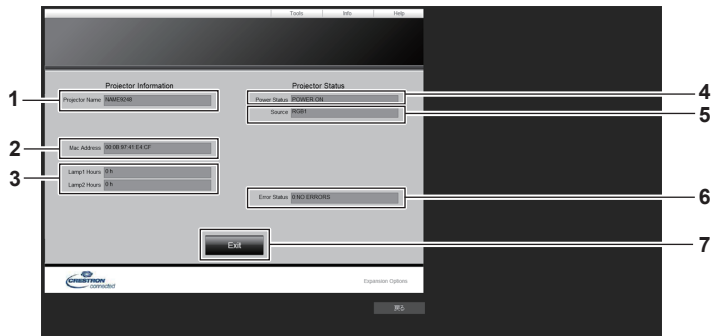 Tools Info Help
Projector Information Projector Status
1 Projector Name NAME9248 Power Status POWER ON 4
Source RGB1 5
2 Mac Address 00:0B:97:41:E4:CF
3 Lamp1 Hours 0 h
Lamp2 Hours 0 h
Error Status 0:NO ERRORS 6
Exit 7
CRESTRON
connected
Expansion Options
戻る